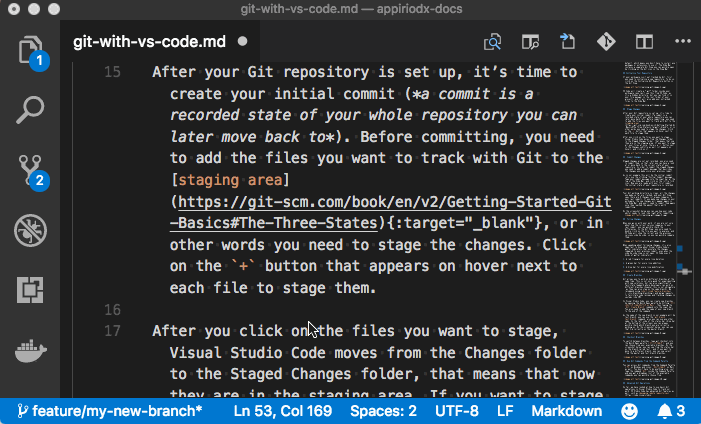 git-with-vs-code.md — appiriodx-docs
git-with-vs-code.md
1
2
15 After your Git repository is set up, it’s time to
create your initial commit (*a commit is a
recorded state of your whole repository you can
later move back to*). Before committing, you need
to add the files you want to track with Git to the
[staging area]
(https://git-scm.com/book/en/v2/Getting-Started-Git
-Basics#The-Three-States){:target="_blank"}, or in
other words you need to stage the changes. Click
on the `+` button that appears on hover next to
each file to stage them.
16
17 After you click on the files you want to stage,
Visual Studio Code moves from the Changes folder
to the Staged Changes folder, that means that now
they are in the staging area. If you want to stage
feature/my-new-branch* Ln 53, Col 169 Spaces: 2 UTF-8 LF Markdown 3